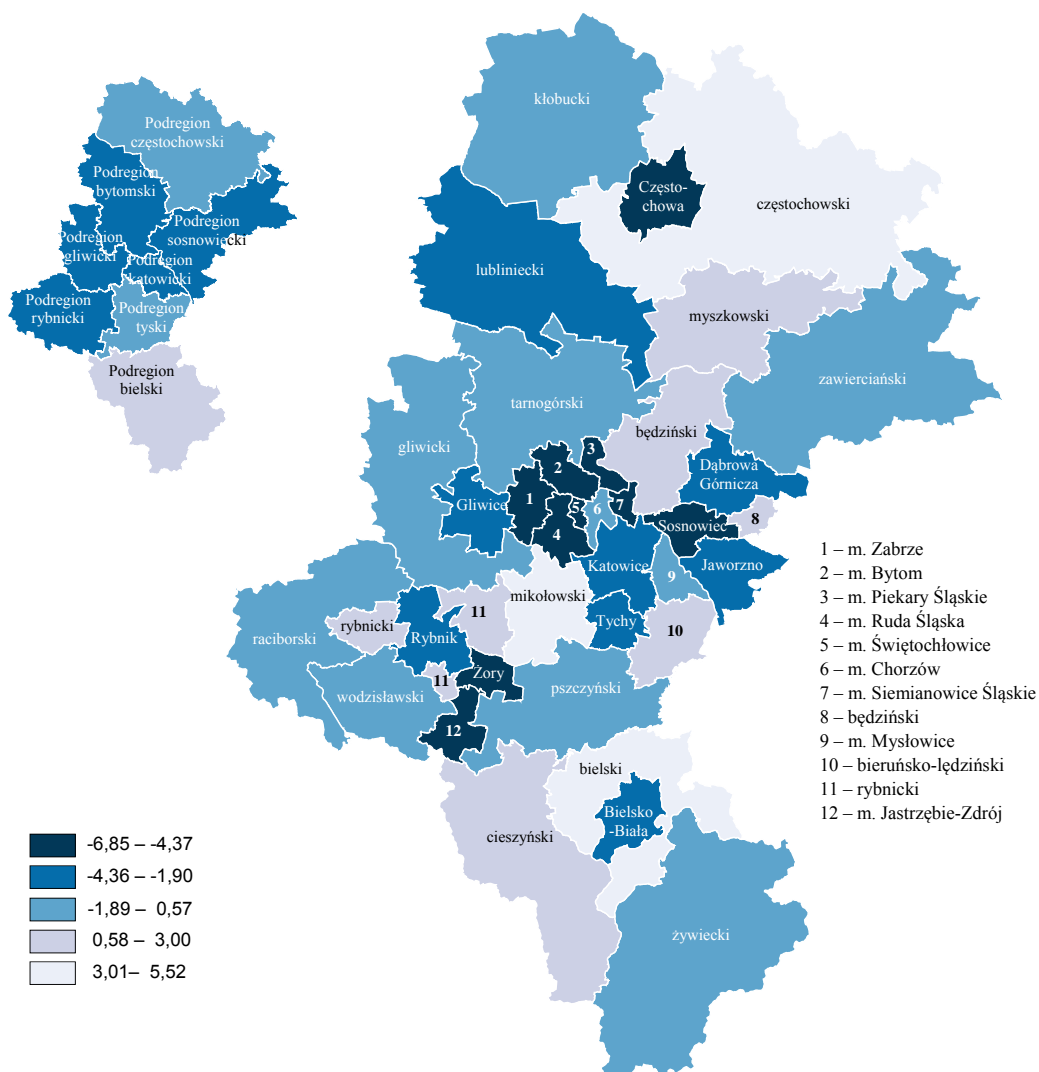 Podregion
częstochowski
Podregion
bytomski
Podregion
sosnowiecki
Podregion
gliwicki
Podregion
katowicki
Podregion
rybnicki
Podregion
tyski
Podregion
bielski
kłobucki
Często-
chowa
częstochowski
lubliniecki
myszkowski
zawierciański
tarnogórski
będziński
gliwicki
3
2
Dąbrowa
Górnicza
Gliwice
1
5
6
7
8
4
Sosnowiec
Katowice
9
Jaworzno
mikołowski
11
rybnicki
Rybnik
Tychy
10
raciborski
Żory
11
wodzisławski
pszczyński
12
bielski
Bielsko
-Biała
cieszyński
żywiecki
1 – m. Zabrze
2 – m. Bytom
3 – m. Piekary Śląskie
4 – m. Ruda Śląska
5 – m. Świętochłowice
6 – m. Chorzów
7 – m. Siemianowice Śląskie
8 – będziński
9 – m. Mysłowice
10 – bieruńsko-lędziński
11 – rybnicki
12 – m. Jastrzębie-Zdrój
-6,85 – -4,37
-4,36 – -1,90
-1,89 – 0,57
0,58 – 3,00
3,01– 5,52